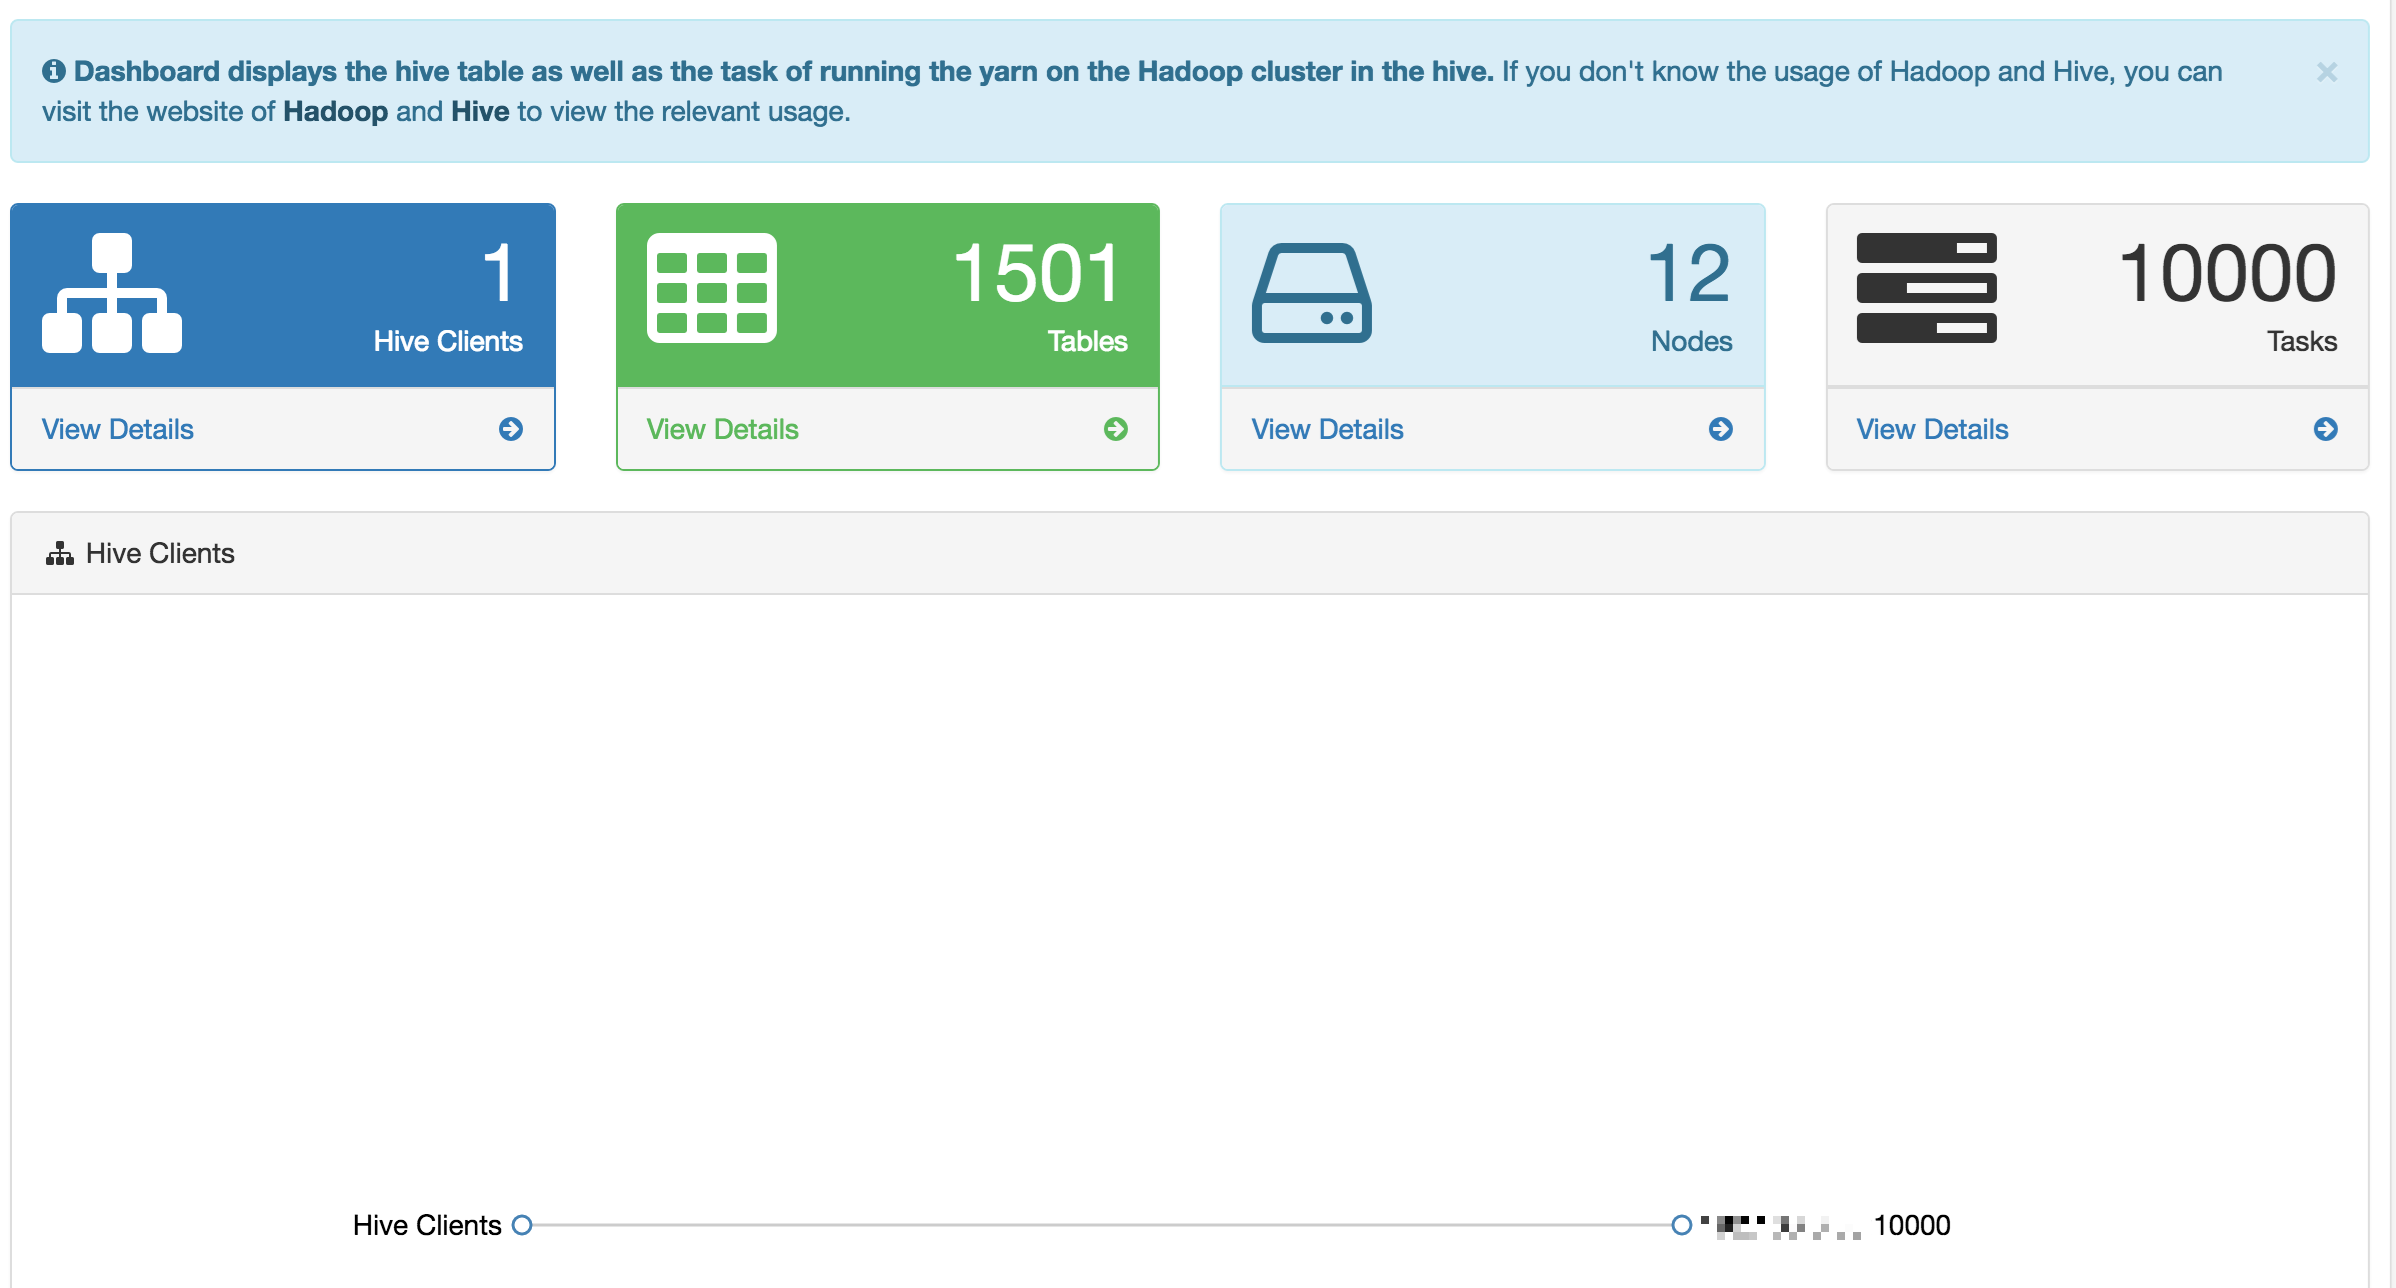 Dashboard displays the hive table as well as the task of running the yarn on the Hadoop cluster in the hive. If you don't know the usage of Hadoop and Hive, you can
visit the website of Hadoop and Hive to view the relevant usage.
×
1
Hive Clients
View Details
1501
Tables
View Details
12
Nodes
View Details
10000
Tasks
View Details
Hive Clients
Hive Clients 10000